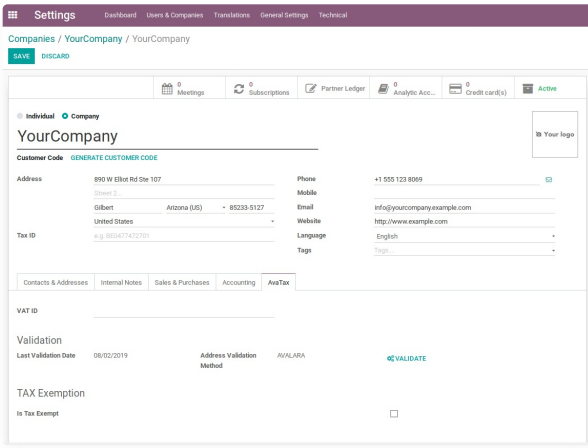 Settings Dashboard Users & Companies Translations General Settings Technical
Companies / YourCompany / YourCompany
SAVE DISCARD
0 Meetings 0 Subscriptions Partner Ledger 0 Analytic Acc... 0 Credit card(s) Active
Individual Company
YourCompany
Your logo
Customer Code GENERATE CUSTOMER CODE
Address 890 W Elliot Rd Ste 107 Phone +1 555 123 8069
Street 2... Mobile
Gilbert Arizona (US) 85233-5127 Email info@yourcompany.example.com
United States Website http://www.example.com
Tax ID e.g. BE0477472701 Language English
Tags Tags...
Contacts & Addresses Internal Notes Sales & Purchases Accounting AvaTax
VAT ID
Validation
Last Validation Date 08/02/2019 Address Validation Method AVALARA VALIDATE
TAX Exemption
Is Tax Exempt